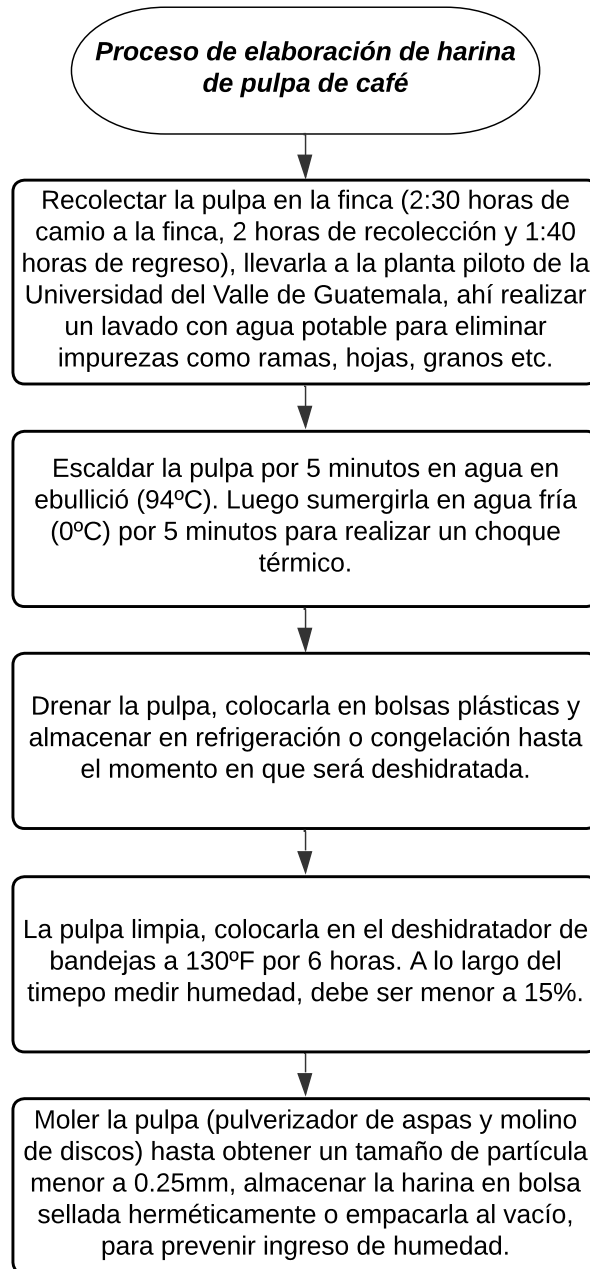 Proceso de elaboración de harina
de pulpa de café
Recolectar la pulpa en la finca (2:30 horas de
camio a la finca, 2 horas de recolección y 1:40
horas de regreso), llevarla a la planta piloto de la
Universidad del Valle de Guatemala, ahí realizar
un lavado con agua potable para eliminar
impurezas como ramas, hojas, granos etc.
Escaldar la pulpa por 5 minutos en agua en
ebullició (94ºC). Luego sumergirla en agua fría
(0ºC) por 5 minutos para realizar un choque
térmico.
Drenar la pulpa, colocarla en bolsas plásticas y
almacenar en refrigeración o congelación hasta
el momento en que será deshidratada.
La pulpa limpia, colocarla en el deshidratador de
bandejas a 130ºF por 6 horas. A lo largo del
timepo medir humedad, debe ser menor a 15%.
Moler la pulpa (pulverizador de aspas y molino
de discos) hasta obtener un tamaño de partícula
menor a 0.25mm, almacenar la harina en bolsa
sellada herméticamente o empacarla al vacío,
para prevenir ingreso de humedad.